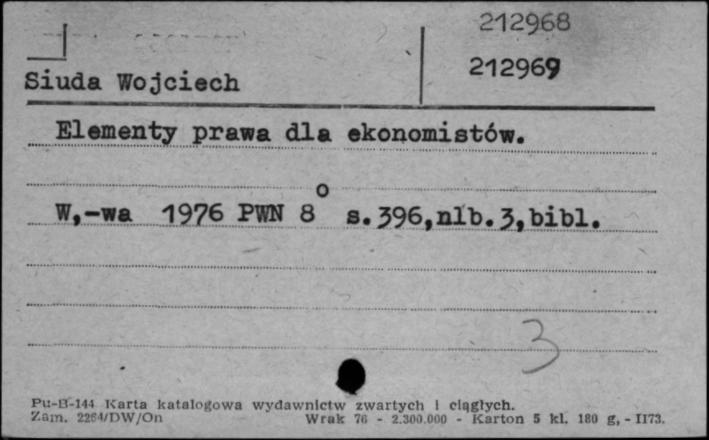 212968
212969
Siuda Wojciech
Elementy prawa dla ekonomistów.
W,-wa 1976 PWN 8° s.396,nlb.3,bibl.
3
Pu-B-144 Karta katalogowa wydawnictw zwartych i ciągłych.
Zam. 2264/DW/On Wrak 76 - 2.300.000 - Karton 5 kl. 180 g, - II73.